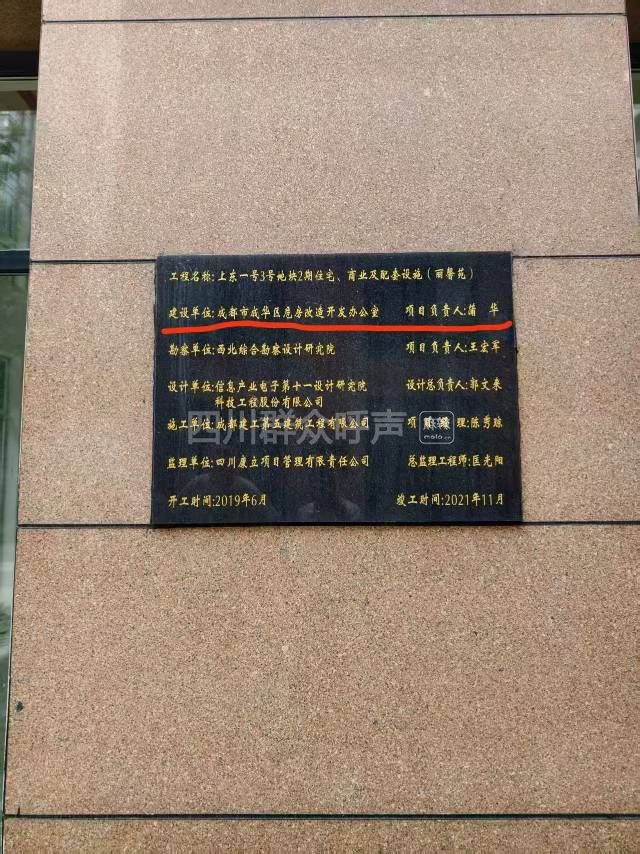 工程名称:上东一号3号地块2期住宅、商业及配套设施(丽馨苑)
建设单位:成都市成华区危房改造开发办公室 项目负责人:蒲 华
勘察单位:西北综合勘察设计研究院 项目负责人:王宏军
设计单位:信息产业电子第十一设计研究院 设计总负责:郭文来
科技工程股份有限公司
施工单位:成都建工第五建筑工程有限公司 项 理:陈秀琼
四川群众呼声
molo.cn
监理单位:四川康立项目管理有限责任公司 总监理工程师:匡光阳
开工时间:2019年6月 竣工时间:2021年11月